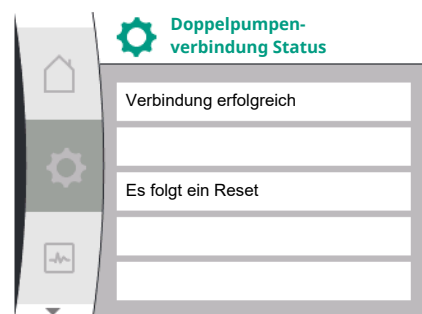 Doppelpumpen-
verbindung Status
Verbindung erfolgreich
Es folgt ein Reset